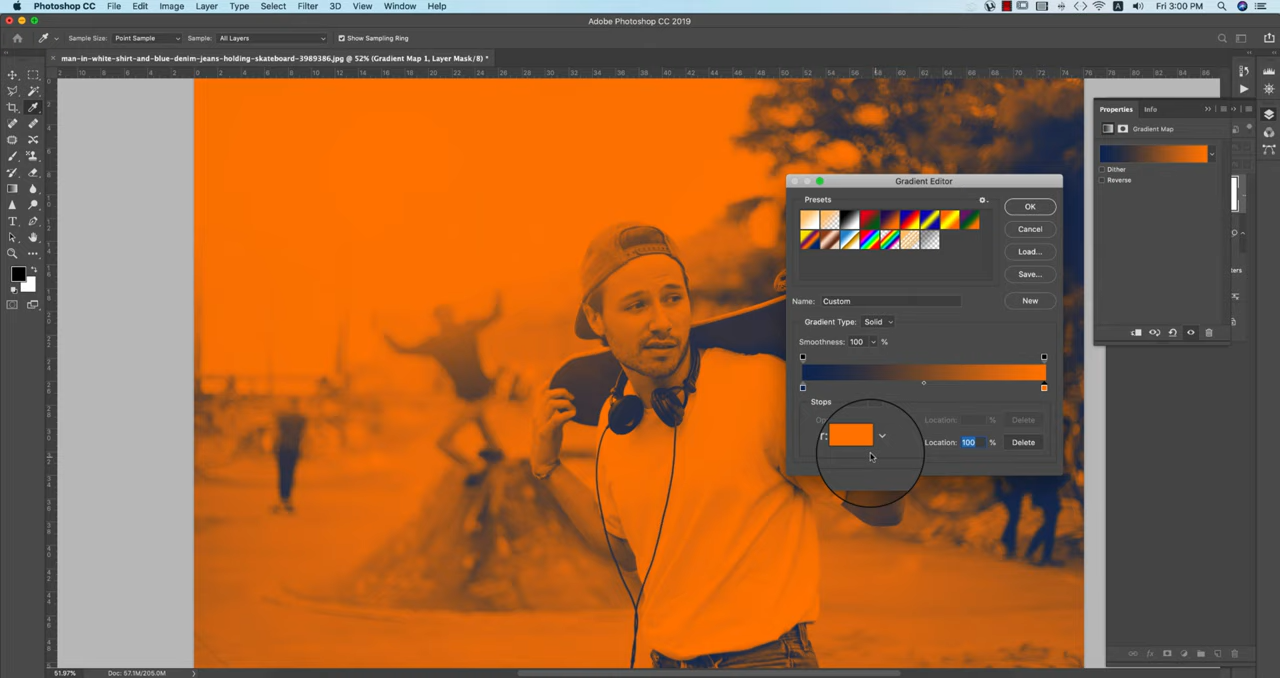 Photoshop CC File Edit Image Layer Type Select Filter 3D View Window Help A Fri 3:00 PM
Adobe Photoshop CC 2019
Sample Size: Point Sample Sample: All Layers Show Sampling Ring
man-in-white-shirt-and-blue-denim-jeans-holding-skateboard-3989386.jpg @ 52% (Gradient Map 1, Layer Mask/8) *
Properties Info
Gradient Map
Dither
Reverse
Gradient Editor
Presets
OK
Cancel
Load...
Save...
Name: Custom
New
Gradient Type: Solid
Smoothness: 100 %
Stops
Location: % Delete
Location: 100 % Delete
51.97% Doc: 57.1M/205.0M